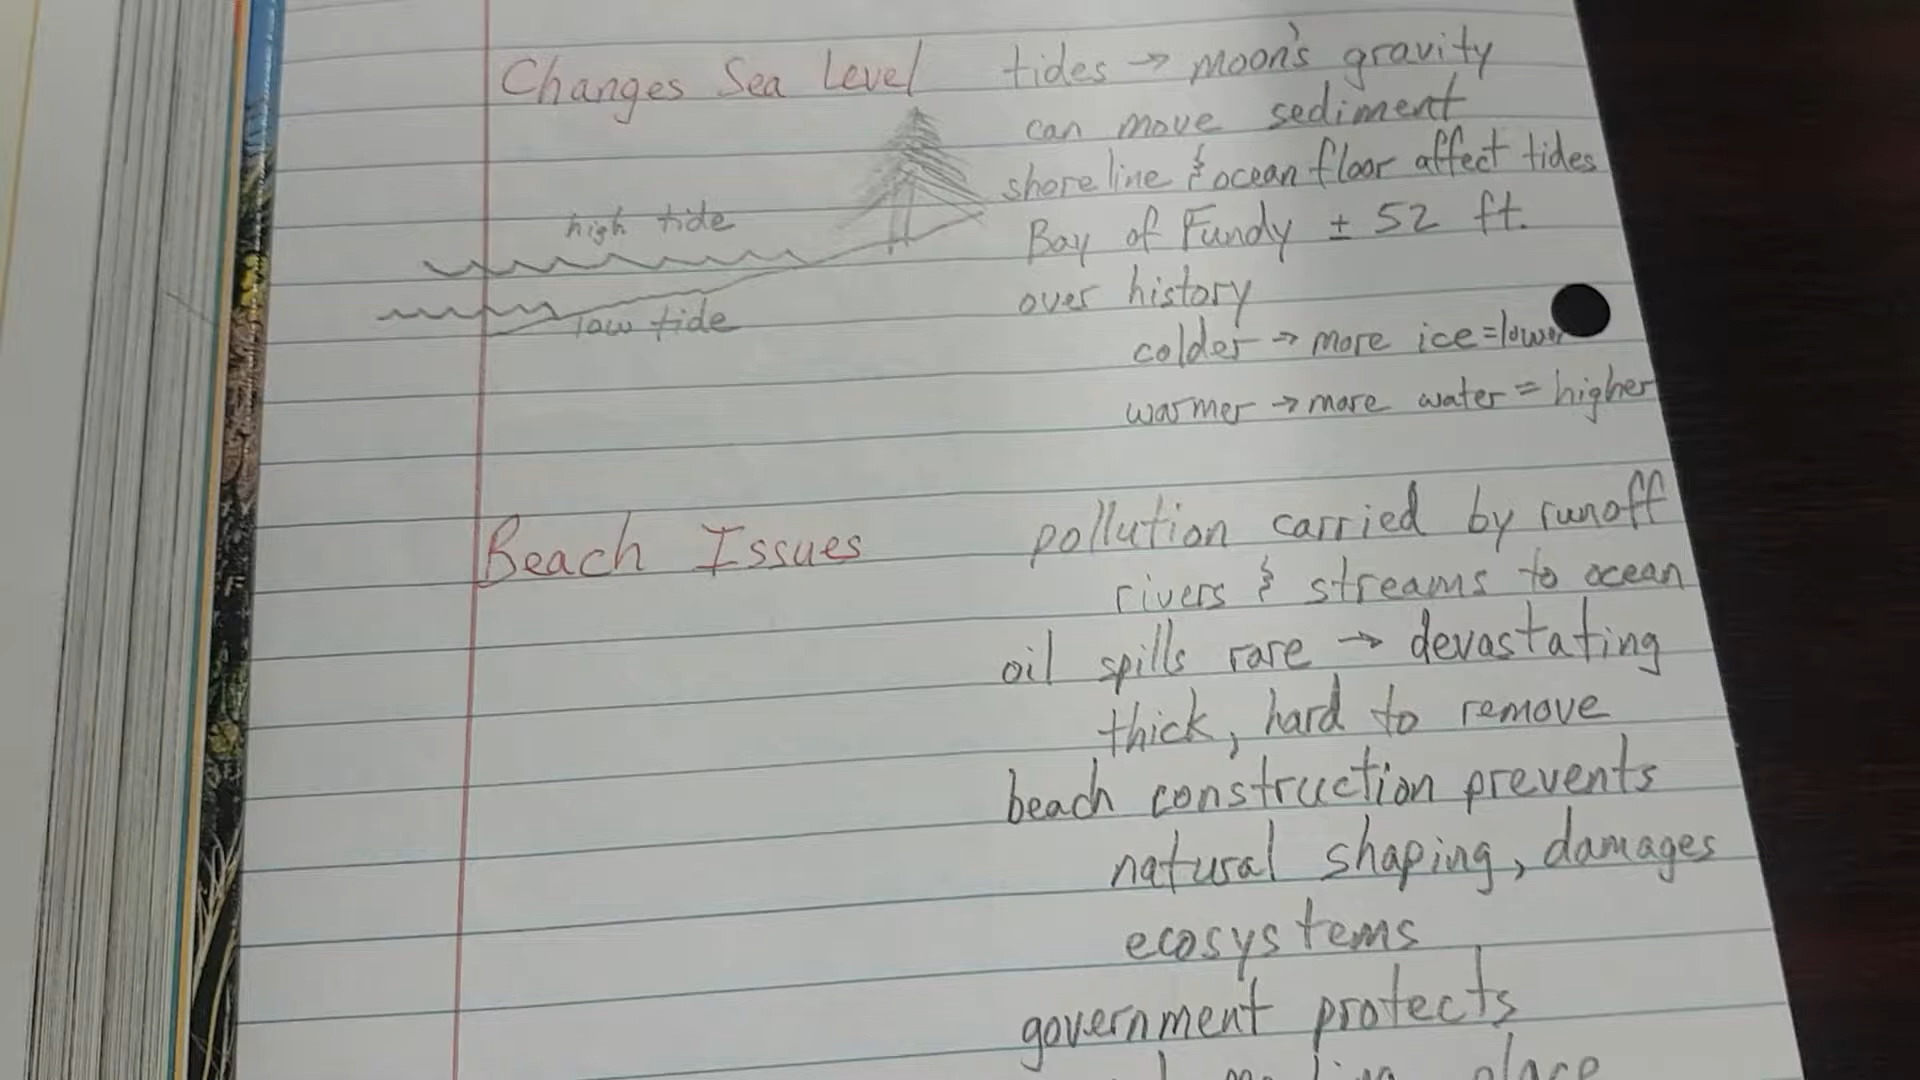 Changes Sea Level
tides → moon's gravity
can move sediment
shoreline & ocean floor affect tides
high tide
Bay of Fundy ± 52 ft.
low tide
over history
colder → more ice = lower
warmer → more water = higher
Beach Issues
pollution carried by runoff
rivers & streams to ocean
oil spills rare → devastating
thick, hard to remove
beach construction prevents
natural shaping, damages
ecosystems
government protects
place